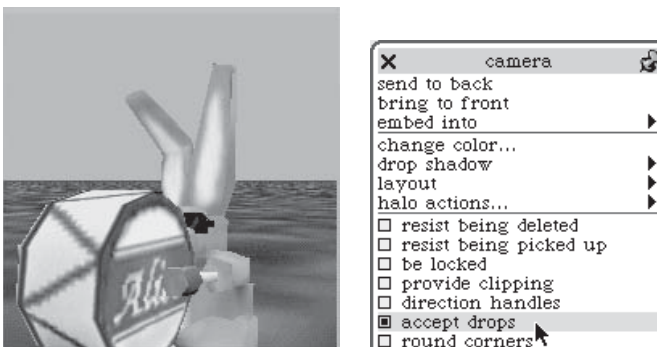 Ali
camera
send to back
bring to front
embed into
change color...
drop shadow
layout
halo actions...
resist being deleted
resist being picked up
be locked
provide clipping
direction handles
accept drops
round corners